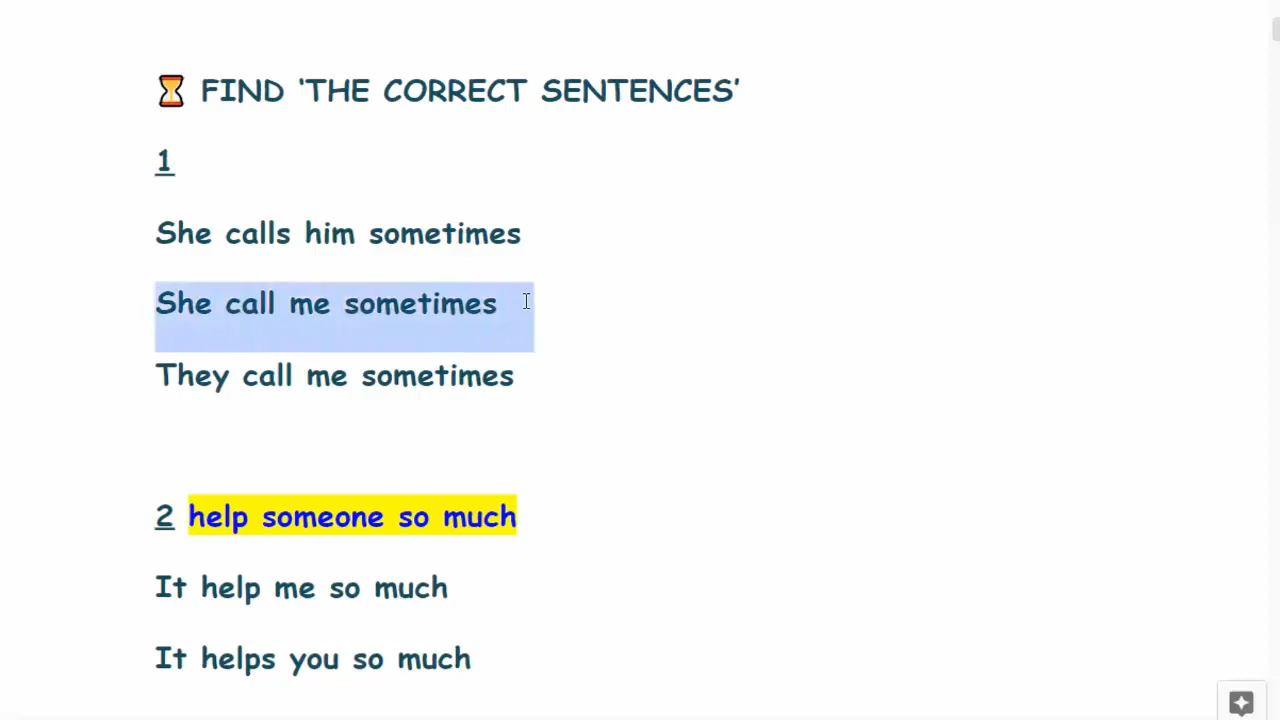 ⏳ FIND ‘THE CORRECT SENTENCES’
1
She calls him sometimes
She call me sometimes
They call me sometimes
2 help someone so much
It help me so much
It helps you so much